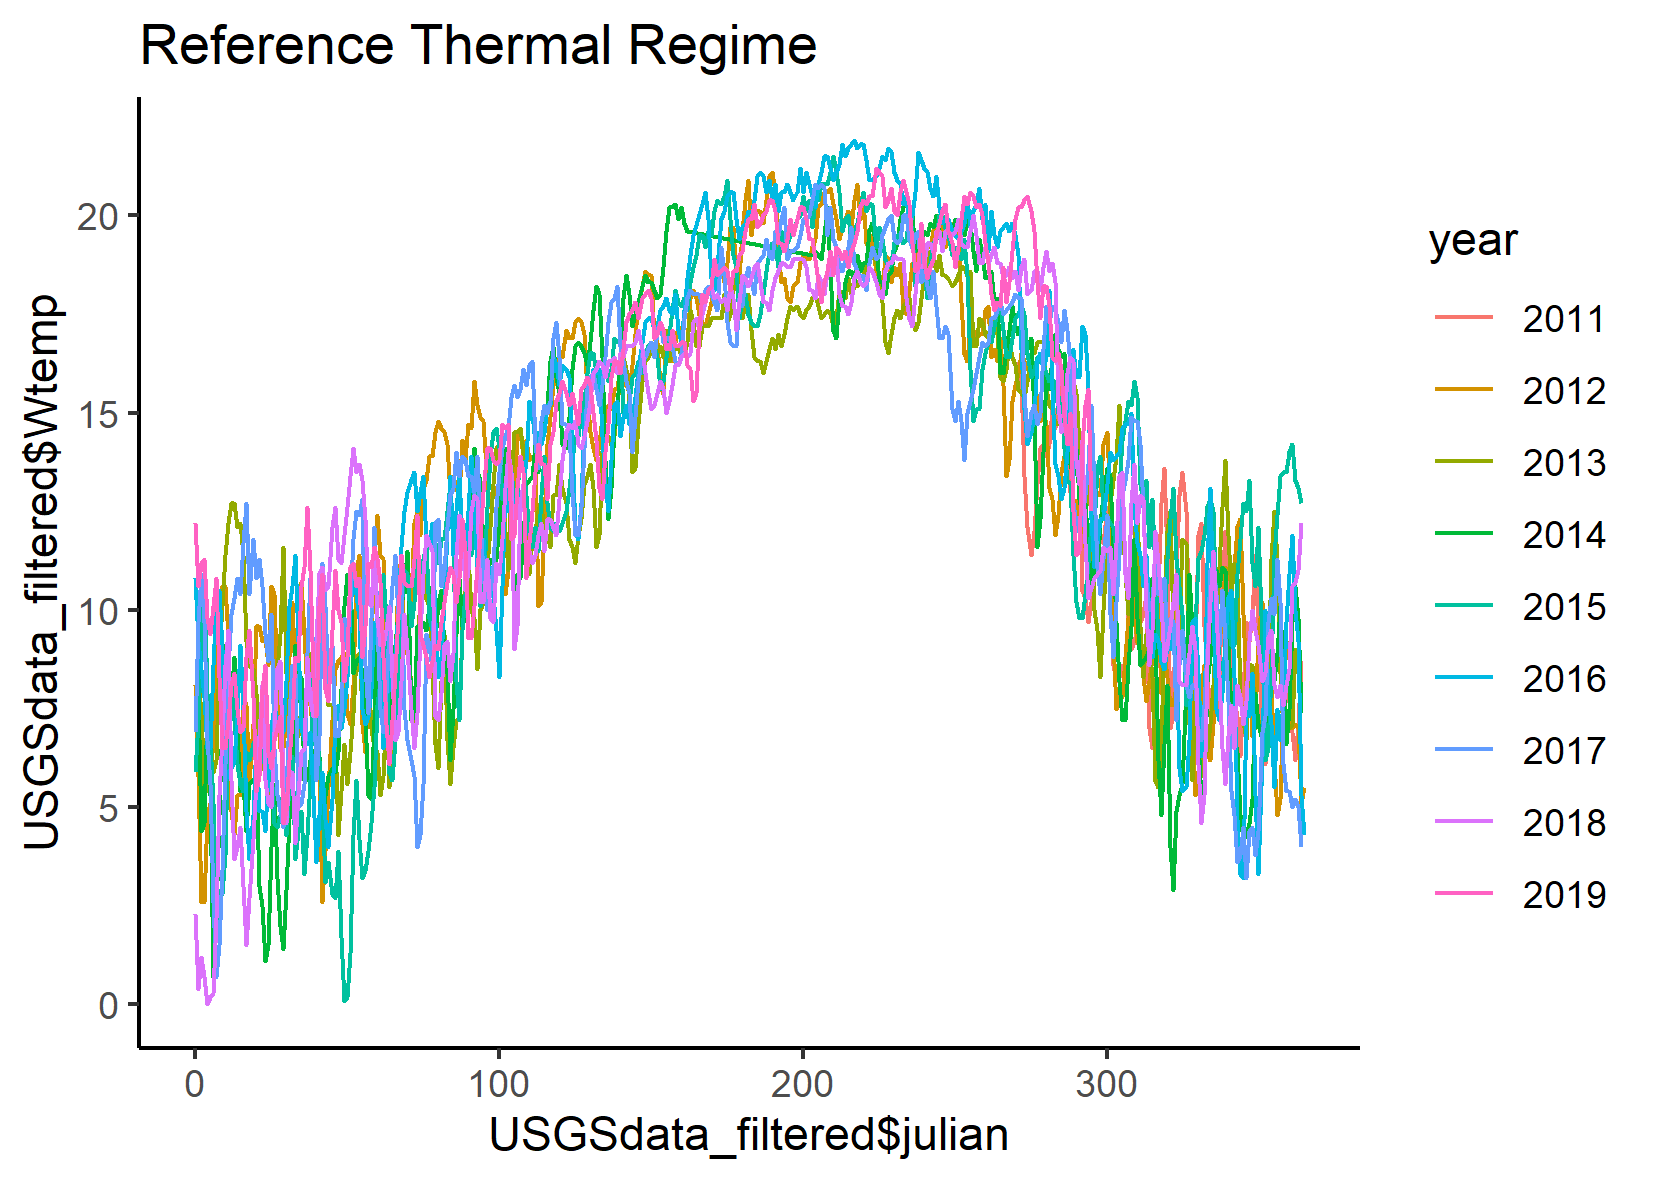 Reference Thermal Regime
USGSdata_filtered$Wtemp
20
15
10
5
0
0 100 200 300
USGSdata_filtered$julian
year
2011
2012
2013
2014
2015
2016
2017
2018
2019